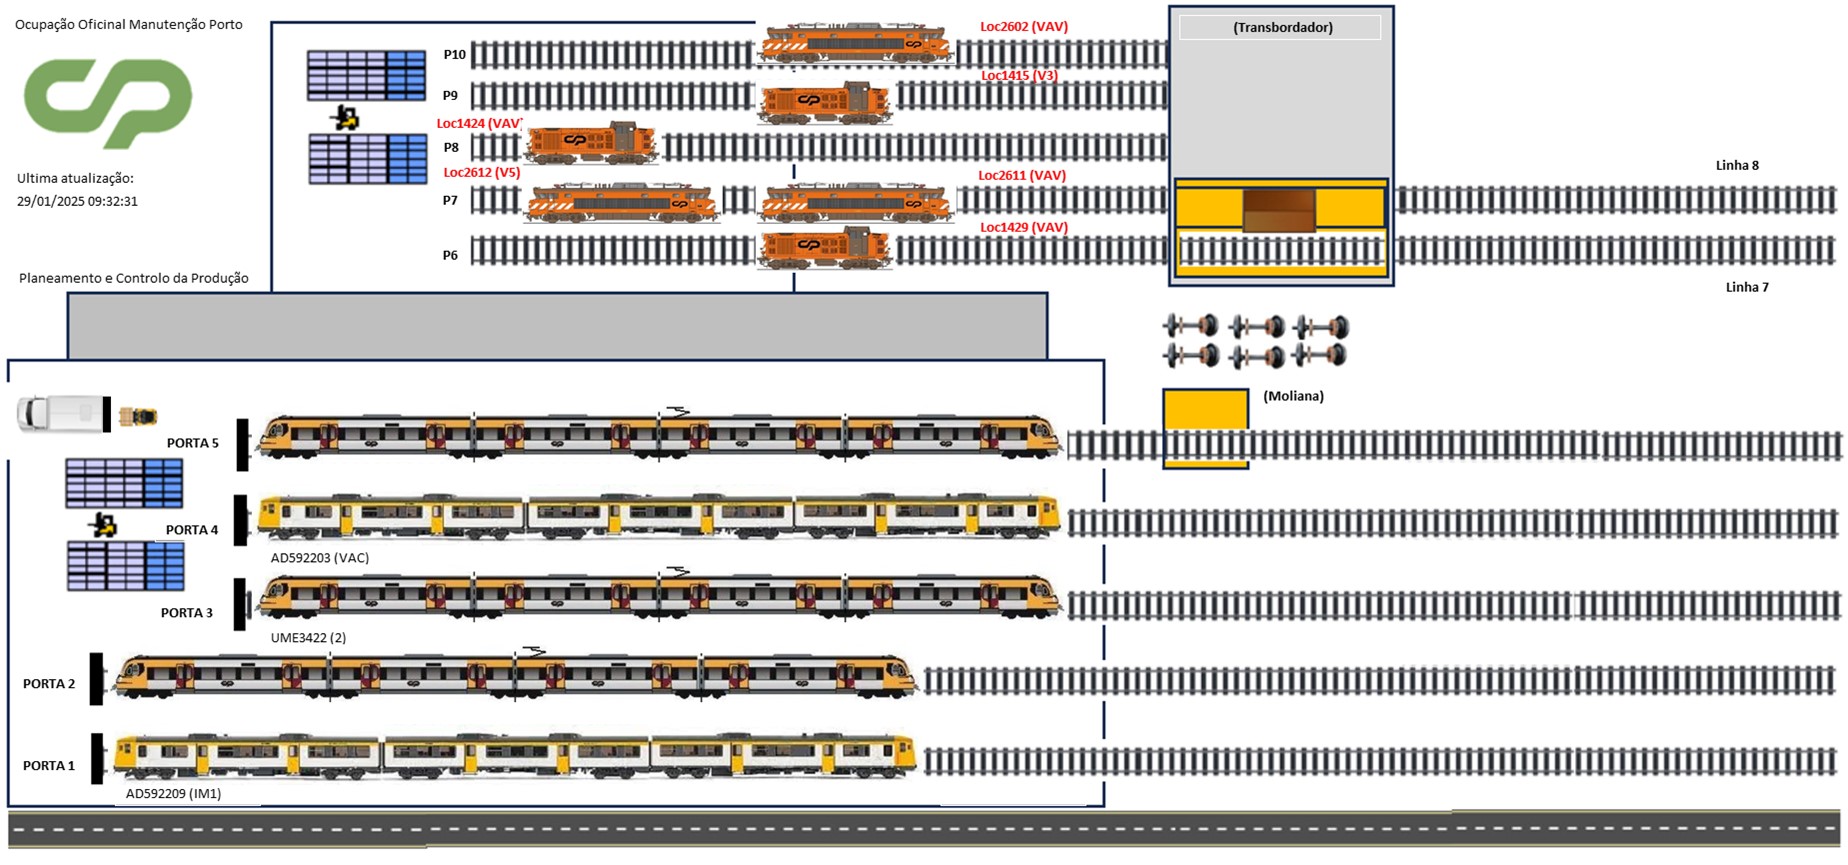 Ocupação Oficinal Manutenção Porto
CP
Ultima atualização:
29/01/2025 09:32:31
Planeamento e Controlo da Produção
P10
Loc2602 (VAV)
P9
Loc1415 (V3)
Loc1424 (VAV)
P8
Loc2612 (V5)
P7
Loc2611 (VAV)
Loc1429 (VAV)
P6
(Transbordador)
Linha 8
Linha 7
(Moliana)
PORTA 5
PORTA 4
AD592203 (VAC)
PORTA 3
UME3422 (2)
PORTA 2
PORTA 1
AD592209 (IM1)